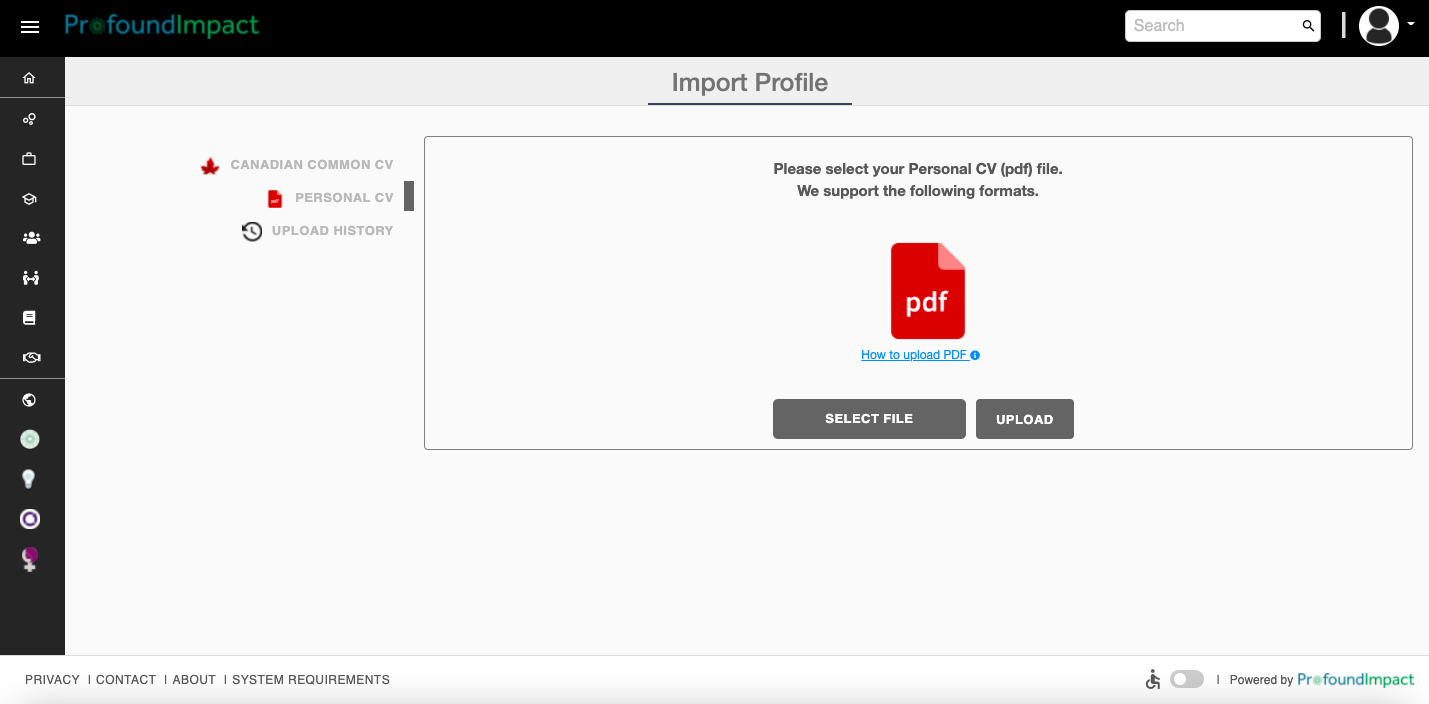 ProfoundImpact
Search
Import Profile
CANADIAN COMMON CV
PERSONAL CV
UPLOAD HISTORY
Please select your Personal CV (pdf) file.
We support the following formats.
pdf
How to upload PDF
SELECT FILE
UPLOAD
PRIVACY | CONTACT | ABOUT | SYSTEM REQUIREMENTS
| Powered by ProfoundImpact